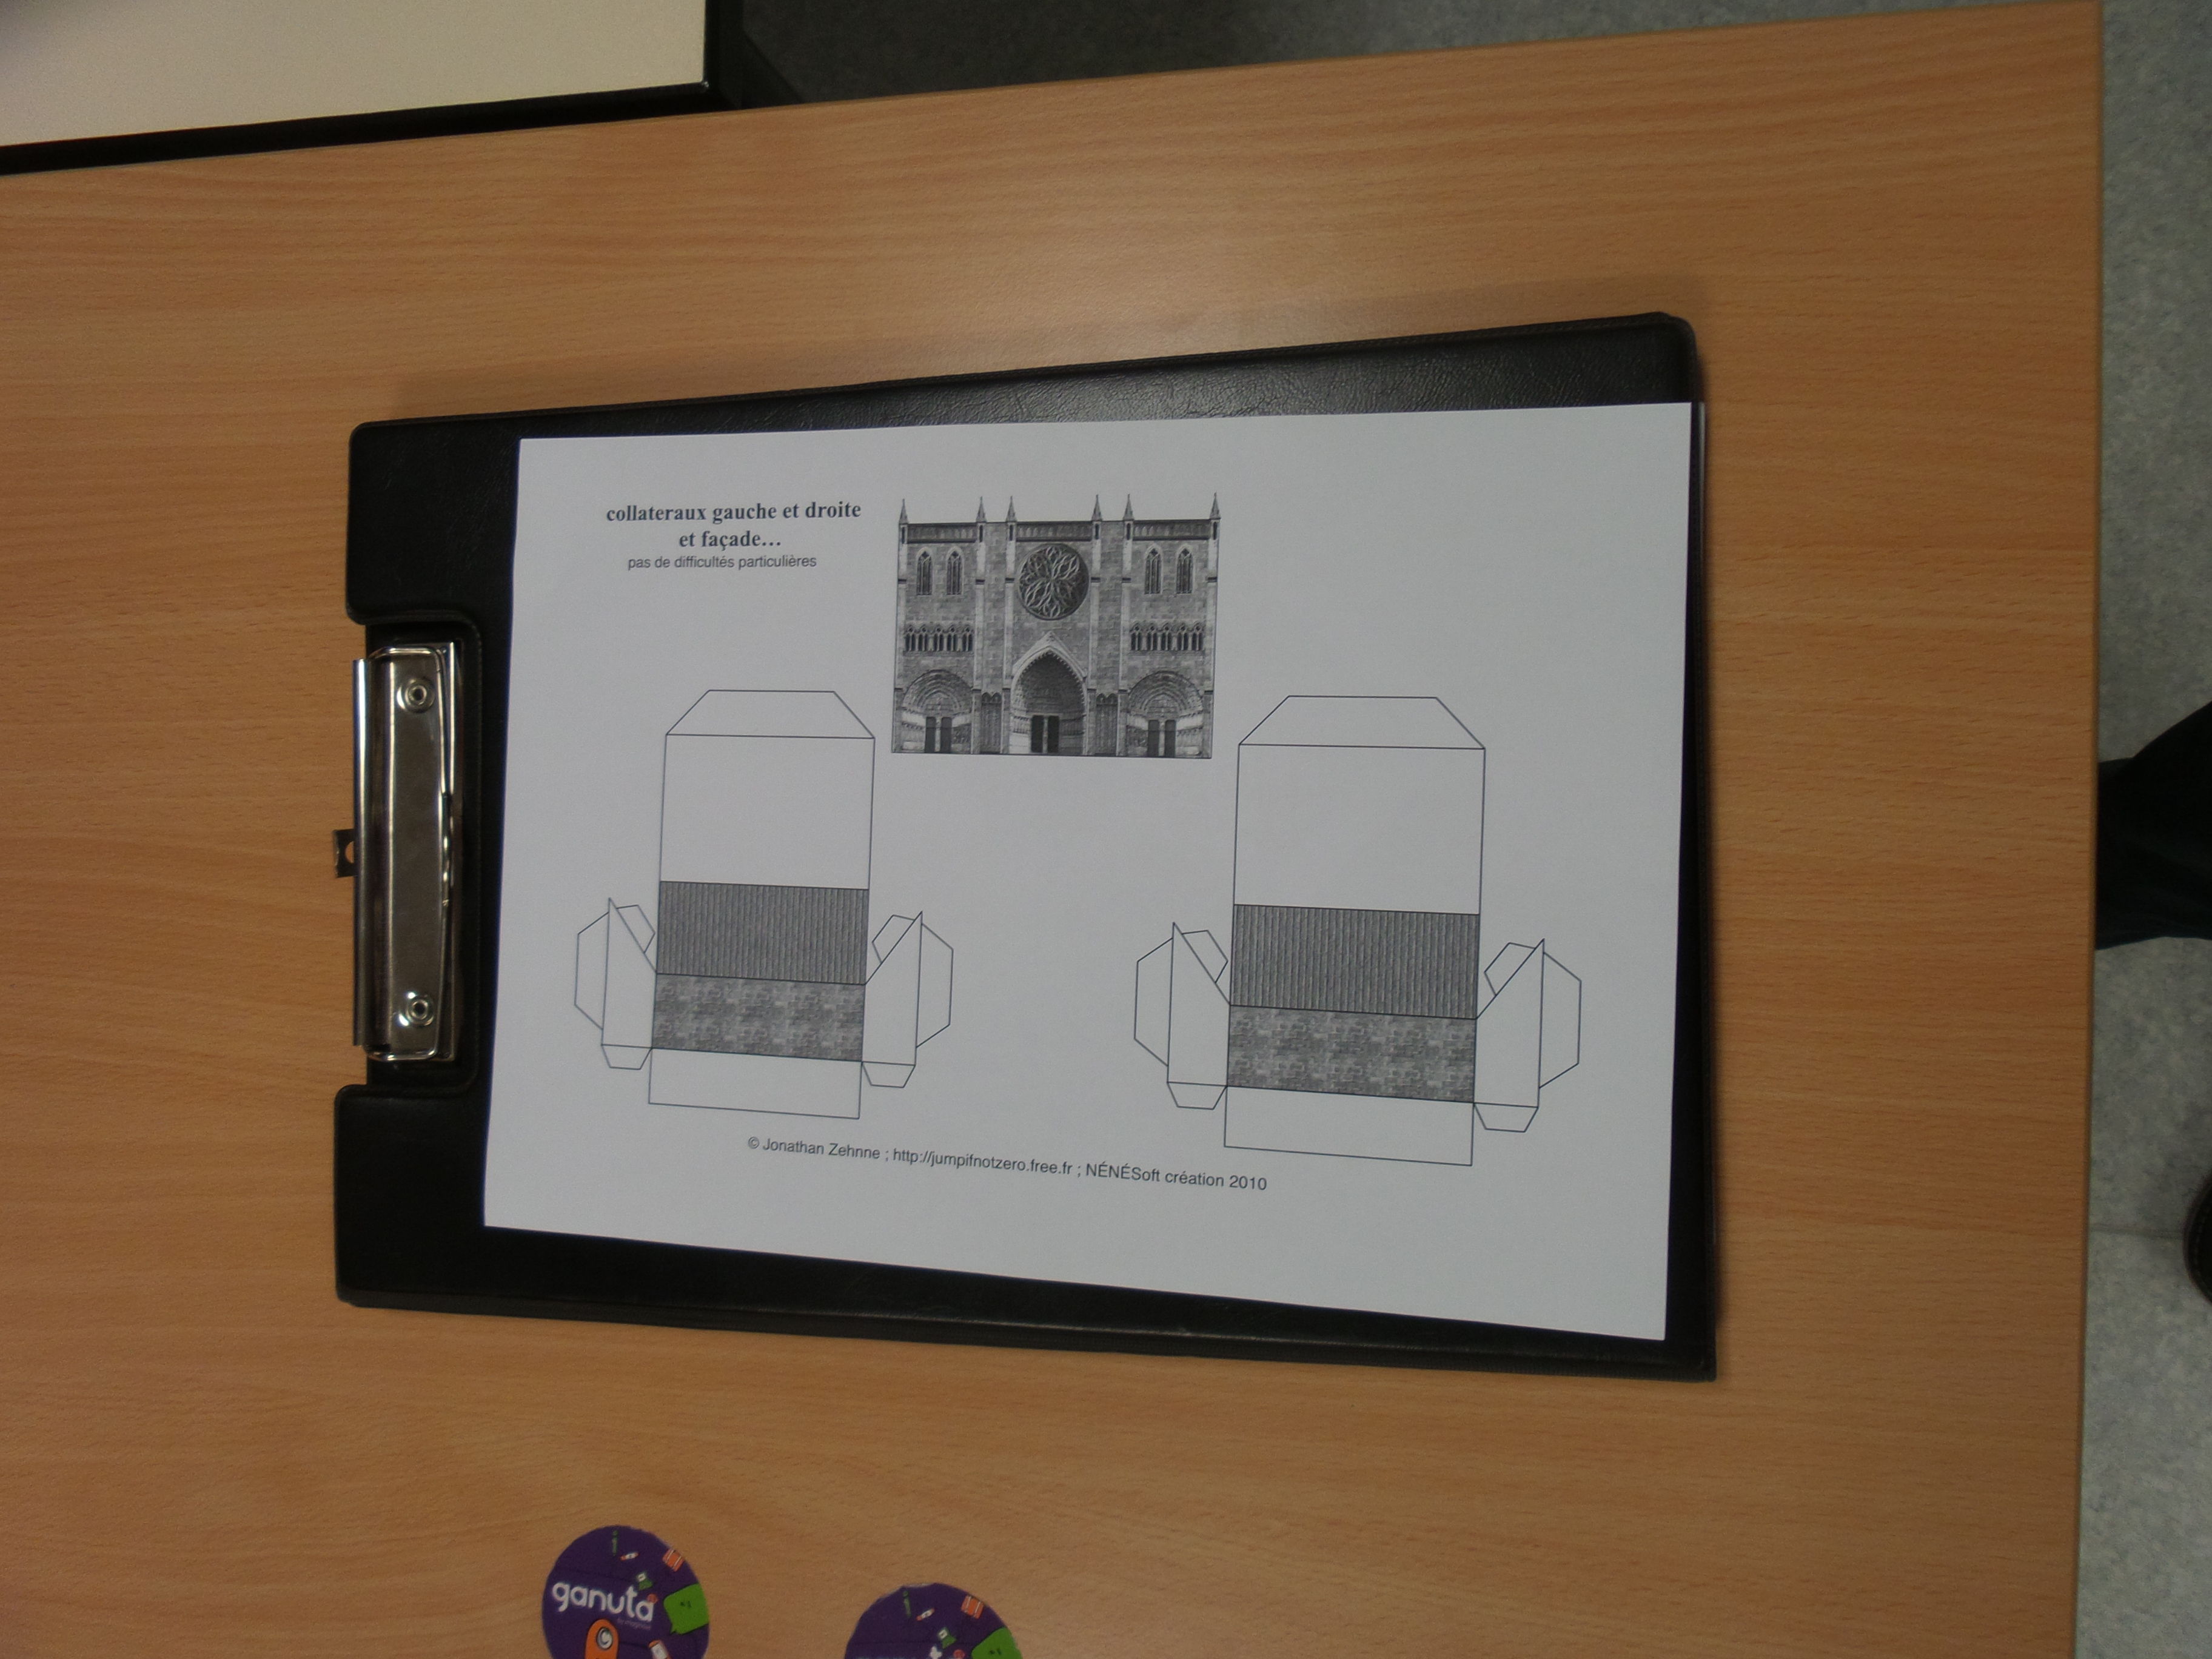 collateraux gauche et droite
et façade...
pas de difficultés particulières
© Jonathan Zehnne ; http://jumpifnotzero.free.fr ; NÉNÉSoft création 2010
ganuta